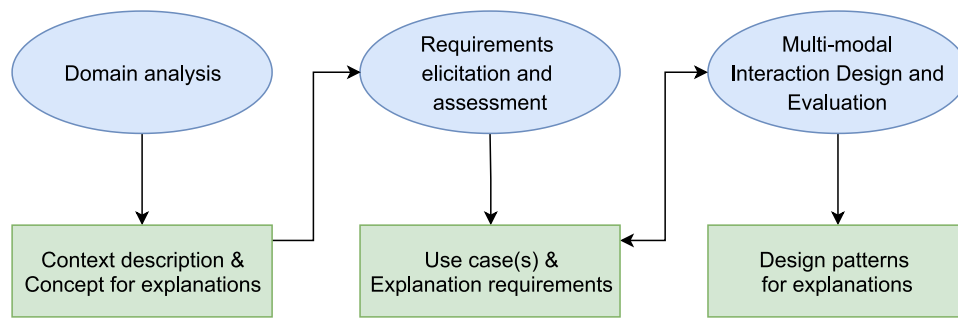 Domain analysis
Requirements
elicitation and
assessment
Multi-modal
Interaction Design and
Evaluation
Context description &
Concept for explanations
Use case(s) &
Explanation requirements
Design patterns
for explanations